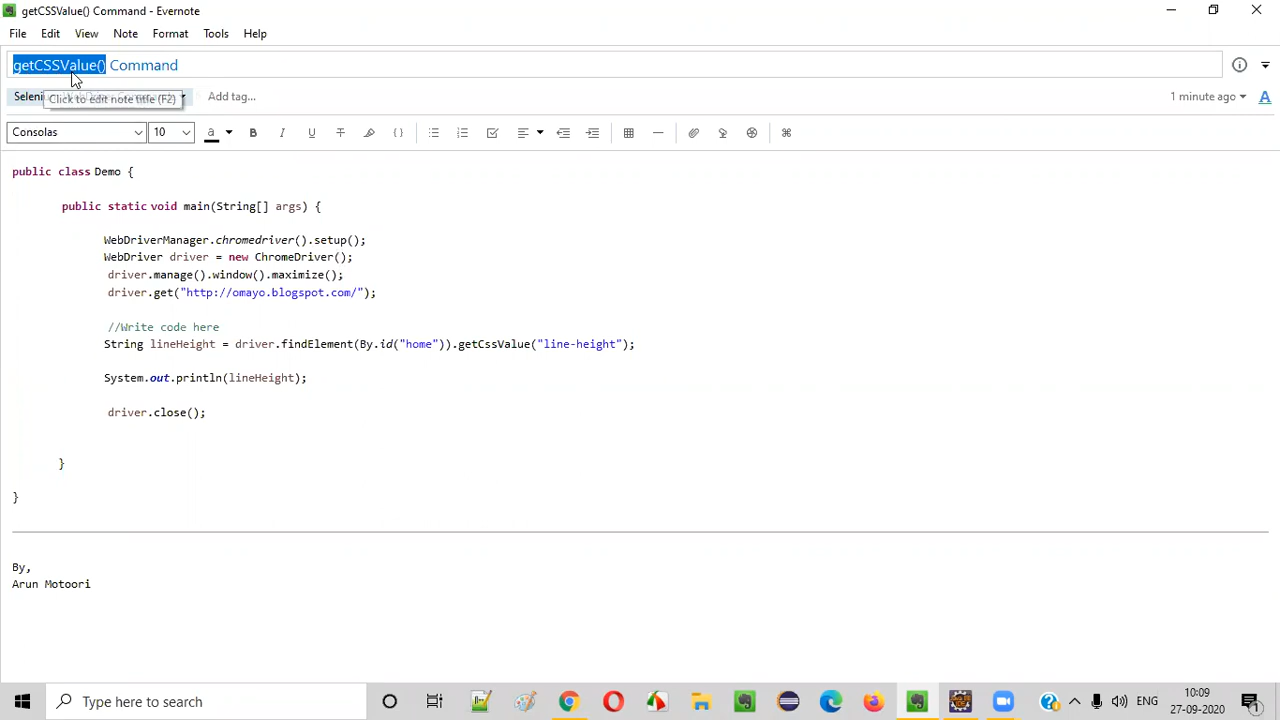 getCSSValue() Command - Evernote
File Edit View Note Format Tools Help
getCSSValue() Command
Click to edit note title (F2)
Add tag...
1 minute ago
A
Consolas 10 a B I U T { }
public class Demo {
public static void main(String[] args) {
WebDriverManager.chromedriver().setup();
WebDriver driver = new ChromeDriver();
driver.manage().window().maximize();
driver.get("http://omayo.blogspot.com/");
//Write code here
String lineHeight = driver.findElement(By.id("home")).getCssValue("line-height");
System.out.println(lineHeight);
driver.close();
}
}
By,
Arun Motoori
Type here to search
ENG
10:09
27-09-2020